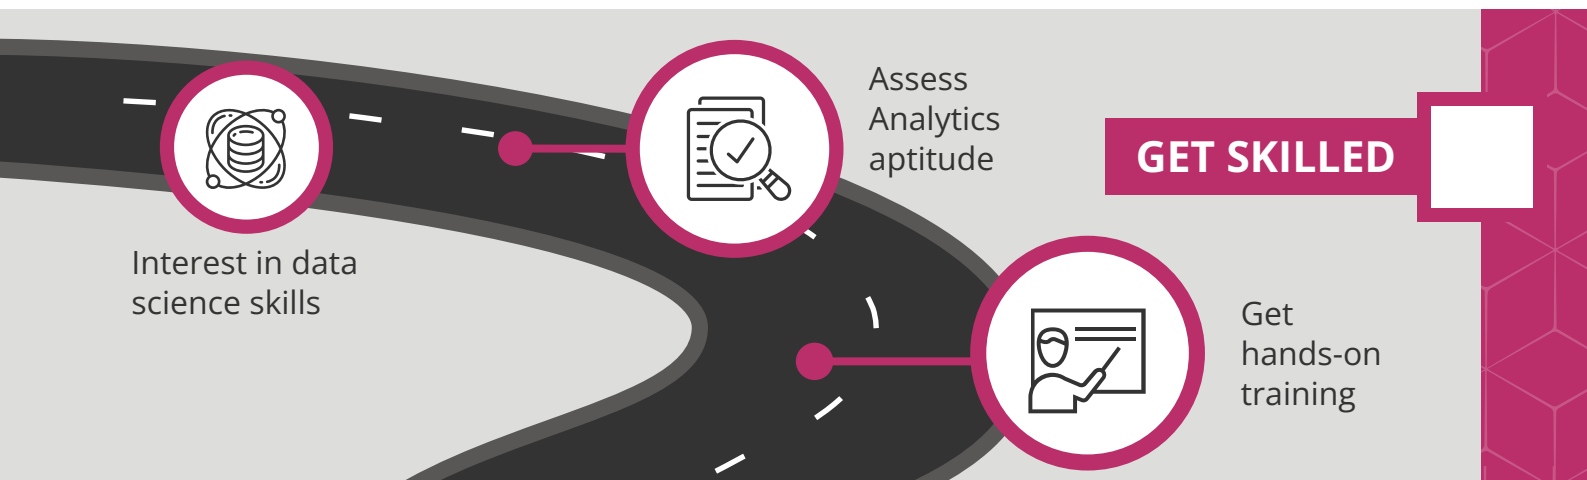 Interest in data
science skills
Assess
Analytics
aptitude
GET SKILLED
Get
hands-on
training